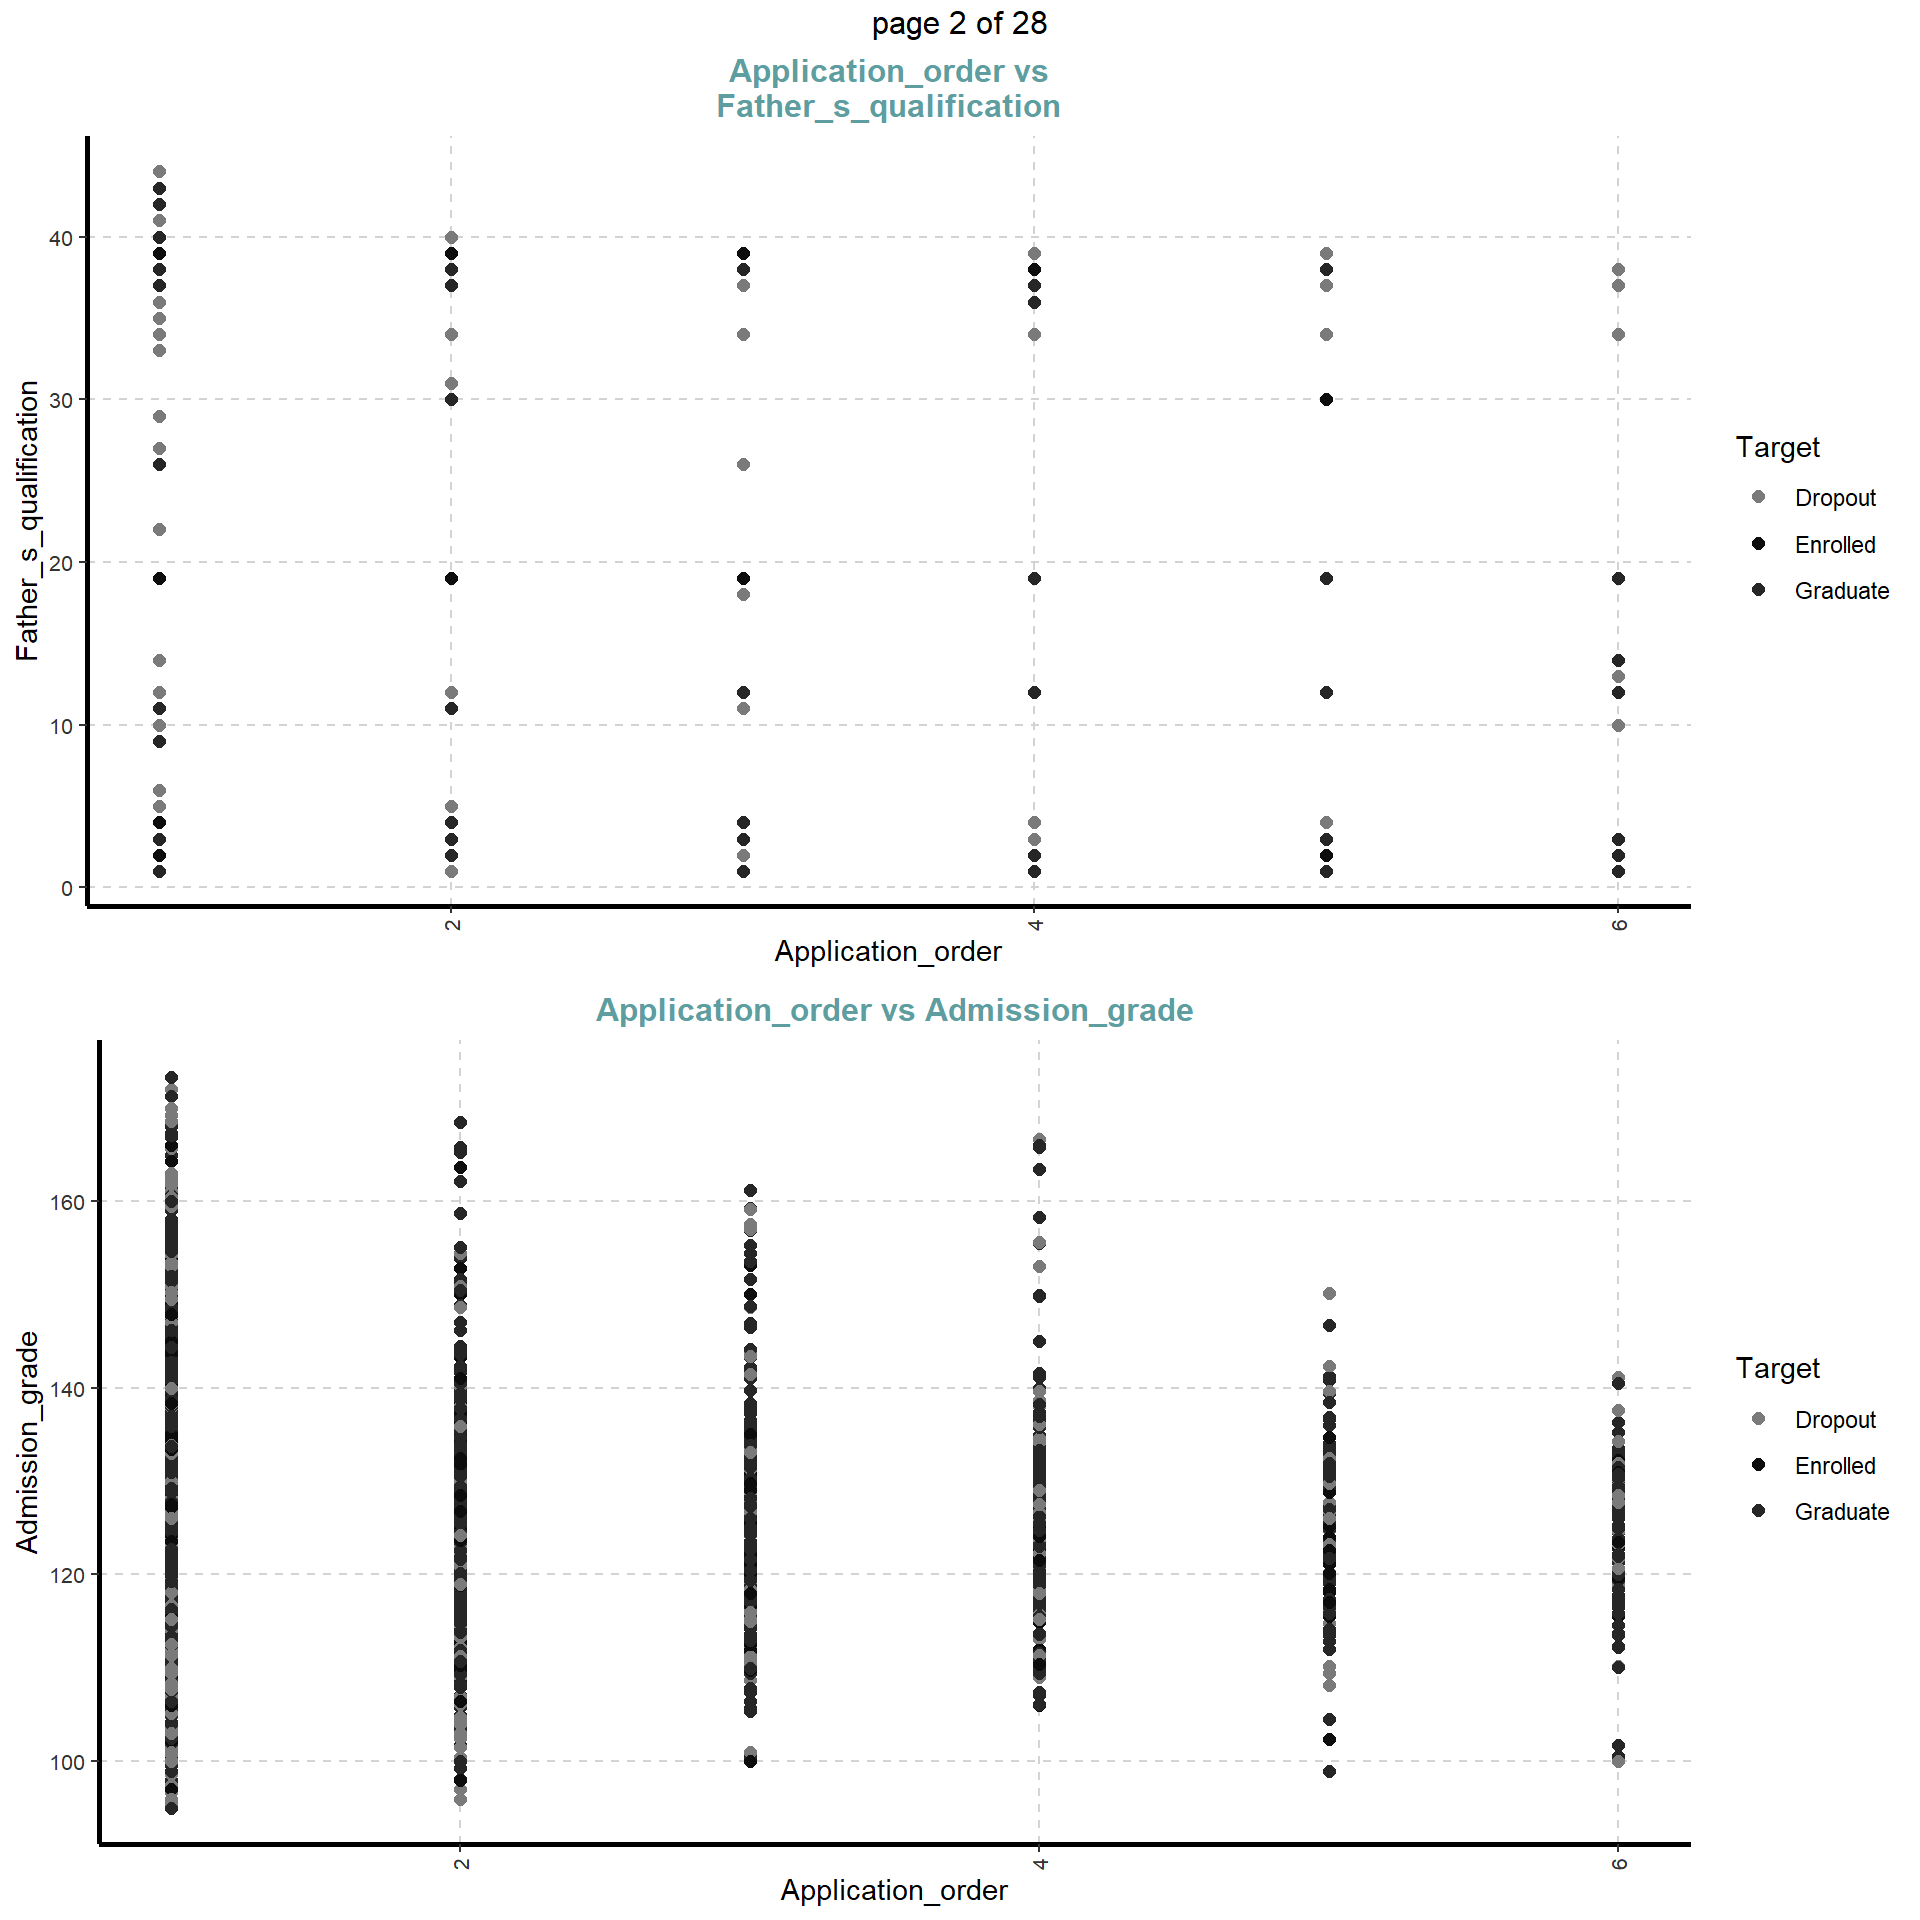 page 2 of 28
Application_order vs
Father_s_qualification
Father_s_qualification
40
30
20
10
0
2
4
6
Application_order
Target
Dropout
Enrolled
Graduate
Application_order vs Admission_grade
Admission_grade
160
140
120
100
2
4
6
Application_order
Target
Dropout
Enrolled
Graduate